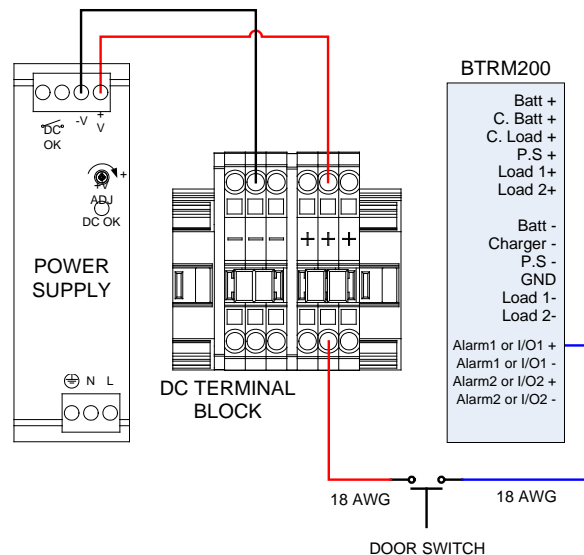 BTRM200
-V
+
V
DC
OK
+
+V
ADJ
DC OK
POWER
SUPPLY
N L
− − − + + +
DC TERMINAL
BLOCK
Batt +
C. Batt +
C. Load +
P.S +
Load 1+
Load 2+
Batt -
Charger -
P.S -
GND
Load 1-
Load 2-
Alarm1 or I/O1 +
Alarm1 or I/O1 -
Alarm2 or I/O2 +
Alarm2 or I/O2 -
18 AWG
18 AWG
DOOR SWITCH